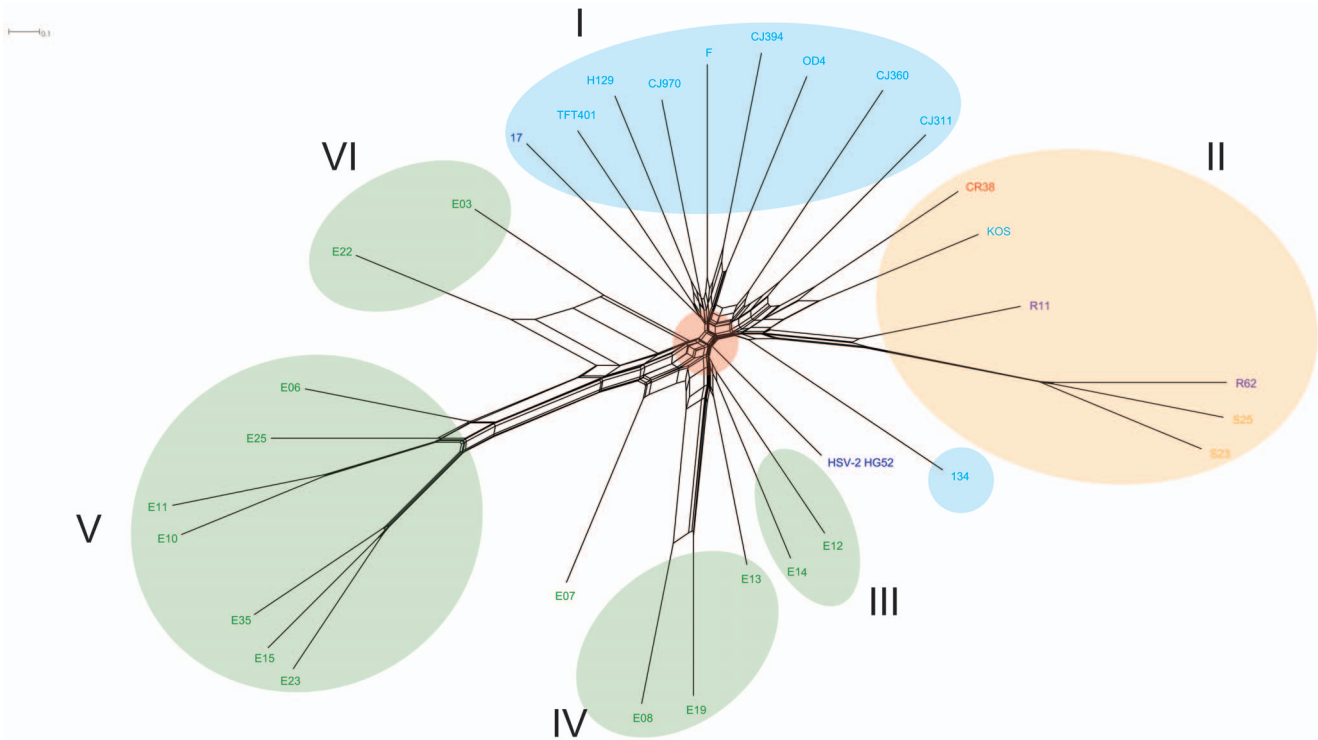 I
0.1
F
CJ394
OD4
CJ360
H129
CJ970
TFT401
CJ311
17
VI
II
CR38
E03
KOS
E22
R11
E06
R62
S25
E25
S23
HSV-2 HG52
134
E11
V
E10
E12
E14
E13
E07
III
E35
E15
E23
E19
E08
IV